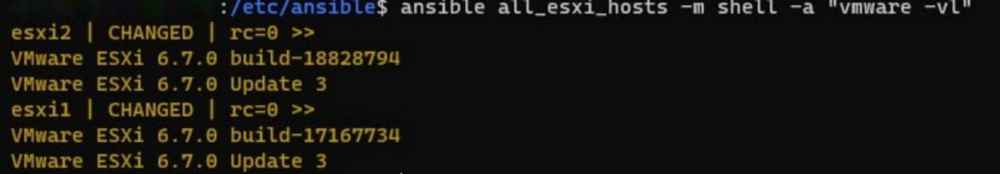 :/etc/ansible$ ansible all_esxi_hosts -m shell -a "vmware -vl"
esxi2 | CHANGED | rc=0 >>
VMware ESXi 6.7.0 build-18828794
VMware ESXi 6.7.0 Update 3
esxi1 | CHANGED | rc=0 >>
VMware ESXi 6.7.0 build-17167734
VMware ESXi 6.7.0 Update 3